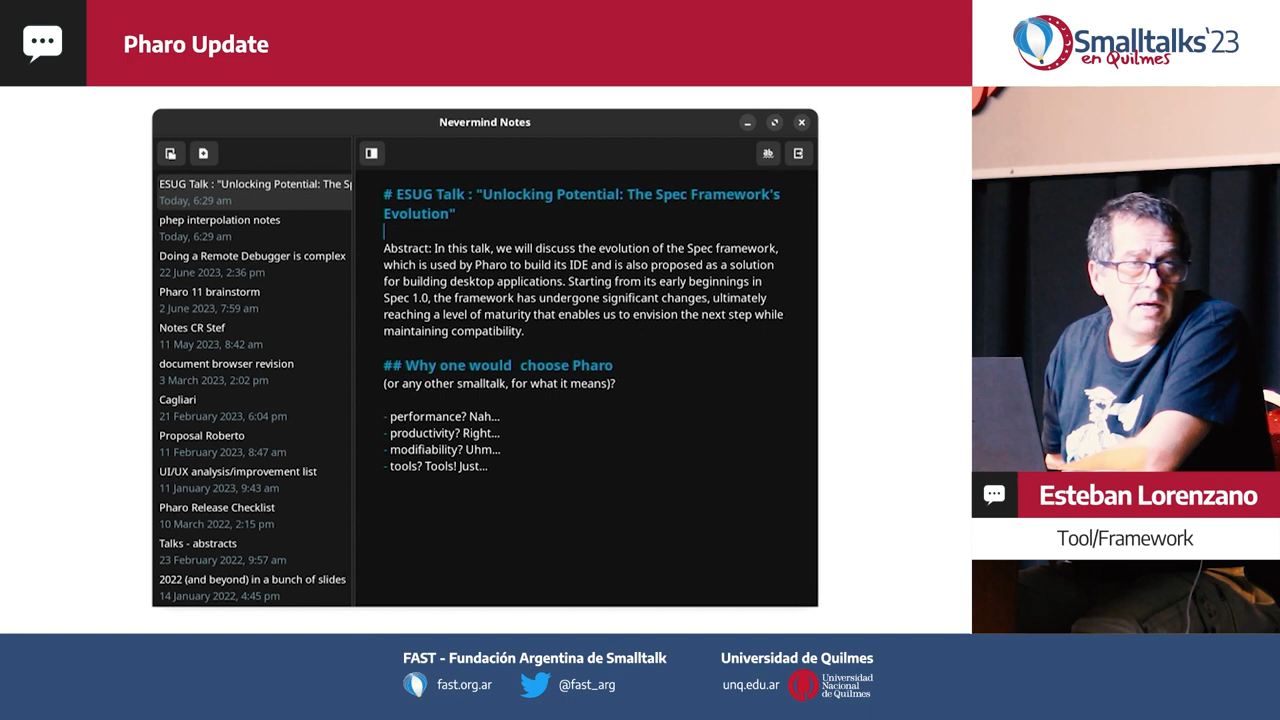 Pharo Update
Smalltalks'23
en Quilmes
Nevermind Notes
ESUG Talk : "Unlocking Potential: The Sp
Today, 6:29 am
phep interpolation notes
Today, 6:29 am
Doing a Remote Debugger is complex
22 June 2023, 2:36 pm
Pharo 11 brainstorm
2 June 2023, 7:59 am
Notes CR Stef
11 May 2023, 8:42 am
document browser revision
3 March 2023, 2:02 pm
Cagliari
21 February 2023, 6:04 pm
Proposal Roberto
11 February 2023, 8:47 am
UI/UX analysis/improvement list
11 January 2023, 9:43 am
Pharo Release Checklist
10 March 2022, 2:15 pm
Talks - abstracts
23 February 2022, 9:57 am
2022 (and beyond) in a bunch of slides
14 January 2022, 4:45 pm
ab
# ESUG Talk : "Unlocking Potential: The Spec Framework's
Evolution"
Abstract: In this talk, we will discuss the evolution of the Spec framework,
which is used by Pharo to build its IDE and is also proposed as a solution
for building desktop applications. Starting from its early beginnings in
Spec 1.0, the framework has undergone significant changes, ultimately
reaching a level of maturity that enables us to envision the next step while
maintaining compatibility.
## Why one would  choose Pharo
(or any other smalltalk, for what it means)?
- performance? Nah...
- productivity? Right...
- modifiability? Uhm...
- tools? Tools! Just...
Esteban Lorenzano
Tool/Framework
FAST - Fundación Argentina de Smalltalk
fast.org.ar
@fast_arg
Universidad de Quilmes
unq.edu.ar
Universidad
Nacional
de Quilmes